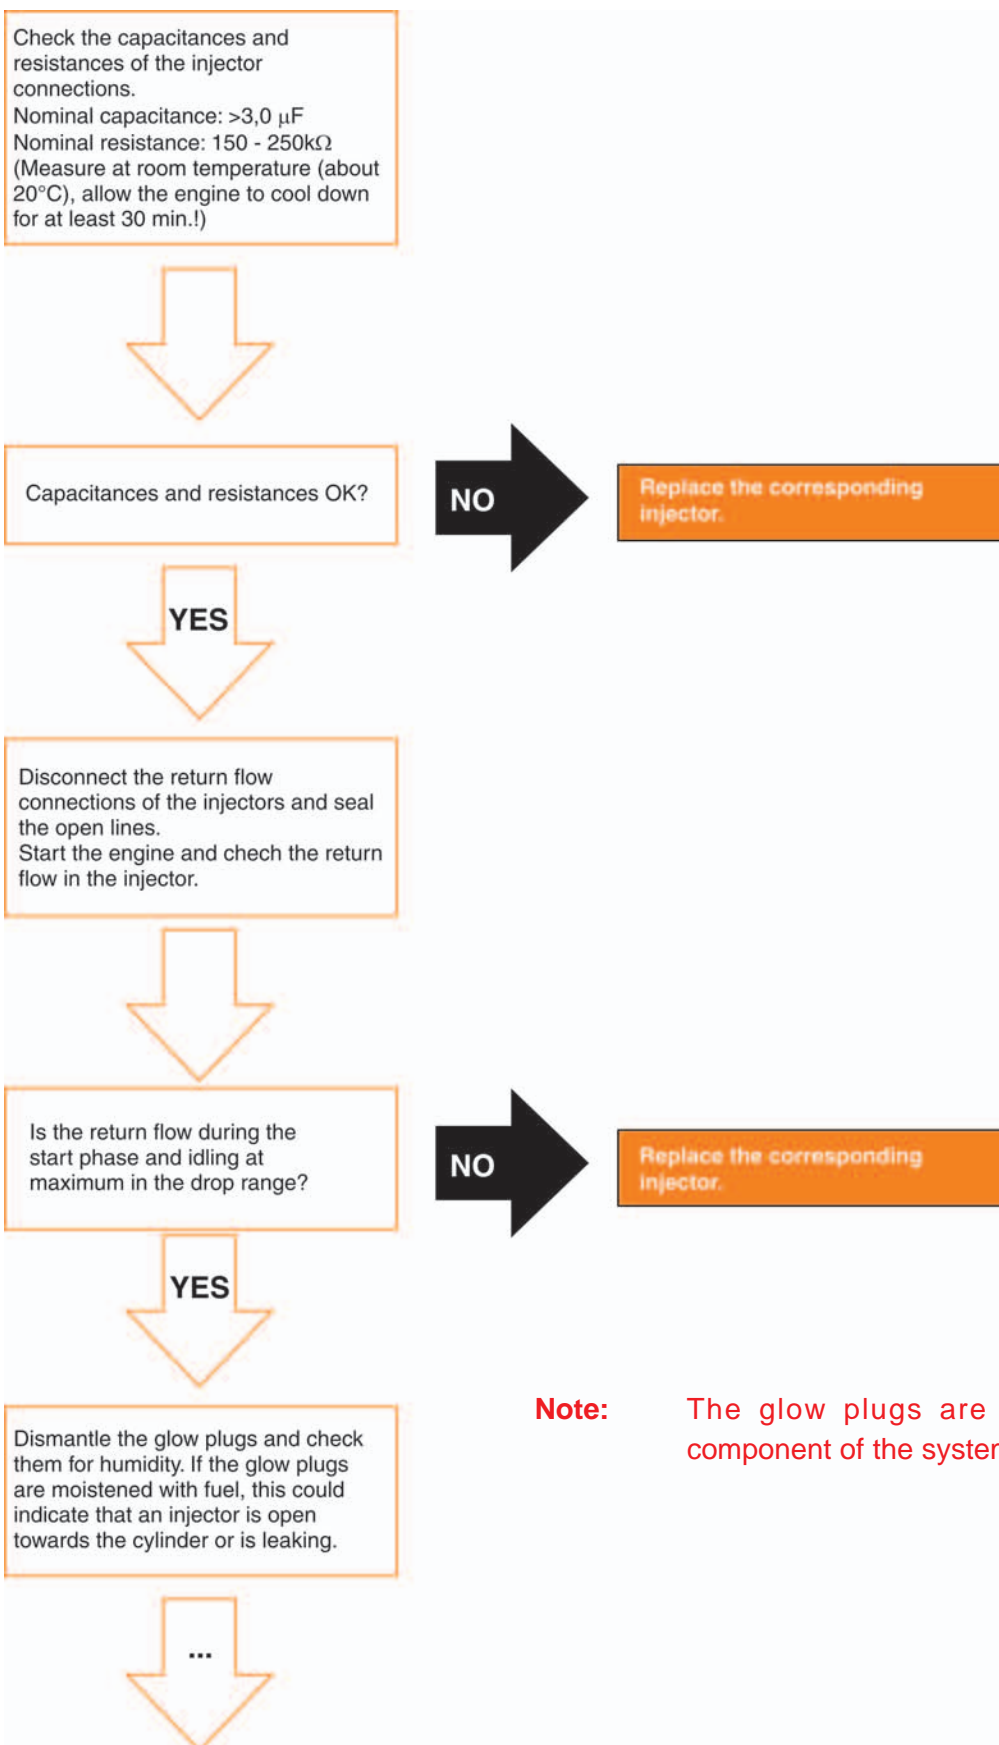 Check the capacitances and
resistances of the injector
connections.
Nominal capacitance: >3,0 μF
Nominal resistance: 150 - 250kΩ
(Measure at room temperature (about
20°C), allow the engine to cool down
for at least 30 min.!)
Capacitances and resistances OK?
NO
Replace the corresponding
injector.
YES
Disconnect the return flow
connections of the injectors and seal
the open lines.
Start the engine and chech the return
flow in the injector.
Is the return flow during the
start phase and idling at
maximum in the drop range?
NO
Replace the corresponding
injector.
YES
Dismantle the glow plugs and check
them for humidity. If the glow plugs
are moistened with fuel, this could
indicate that an injector is open
towards the cylinder or is leaking.
Note: The glow plugs are
component of the
...